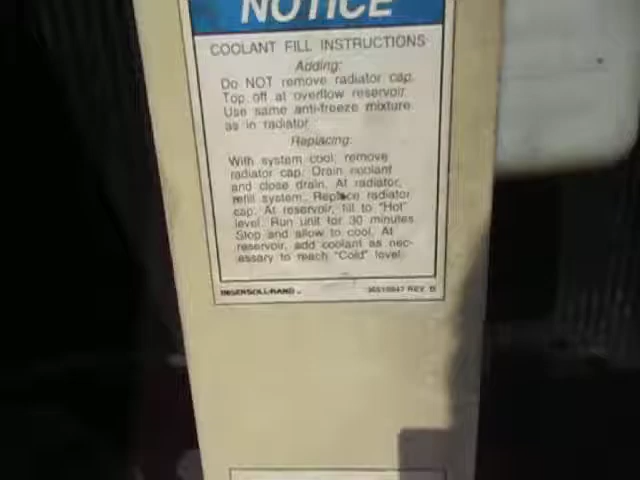 NOTICE
COOLANT FILL INSTRUCTIONS
Adding:
Do NOT remove radiator cap.
Top off at overflow reservoir.
Use same anti-freeze mixture
as in radiator.
Replacing:
With system cool, remove
radiator cap. Drain coolant
and close drain. At radiator,
refill system. Replace radiator
cap. At reservoir, fill to "Hot"
level. Run unit for 30 minutes.
Stop and allow to cool. At
reservoir, add coolant as nec-
essary to reach "Cold" level.
INGERSOLL-RAND REV B